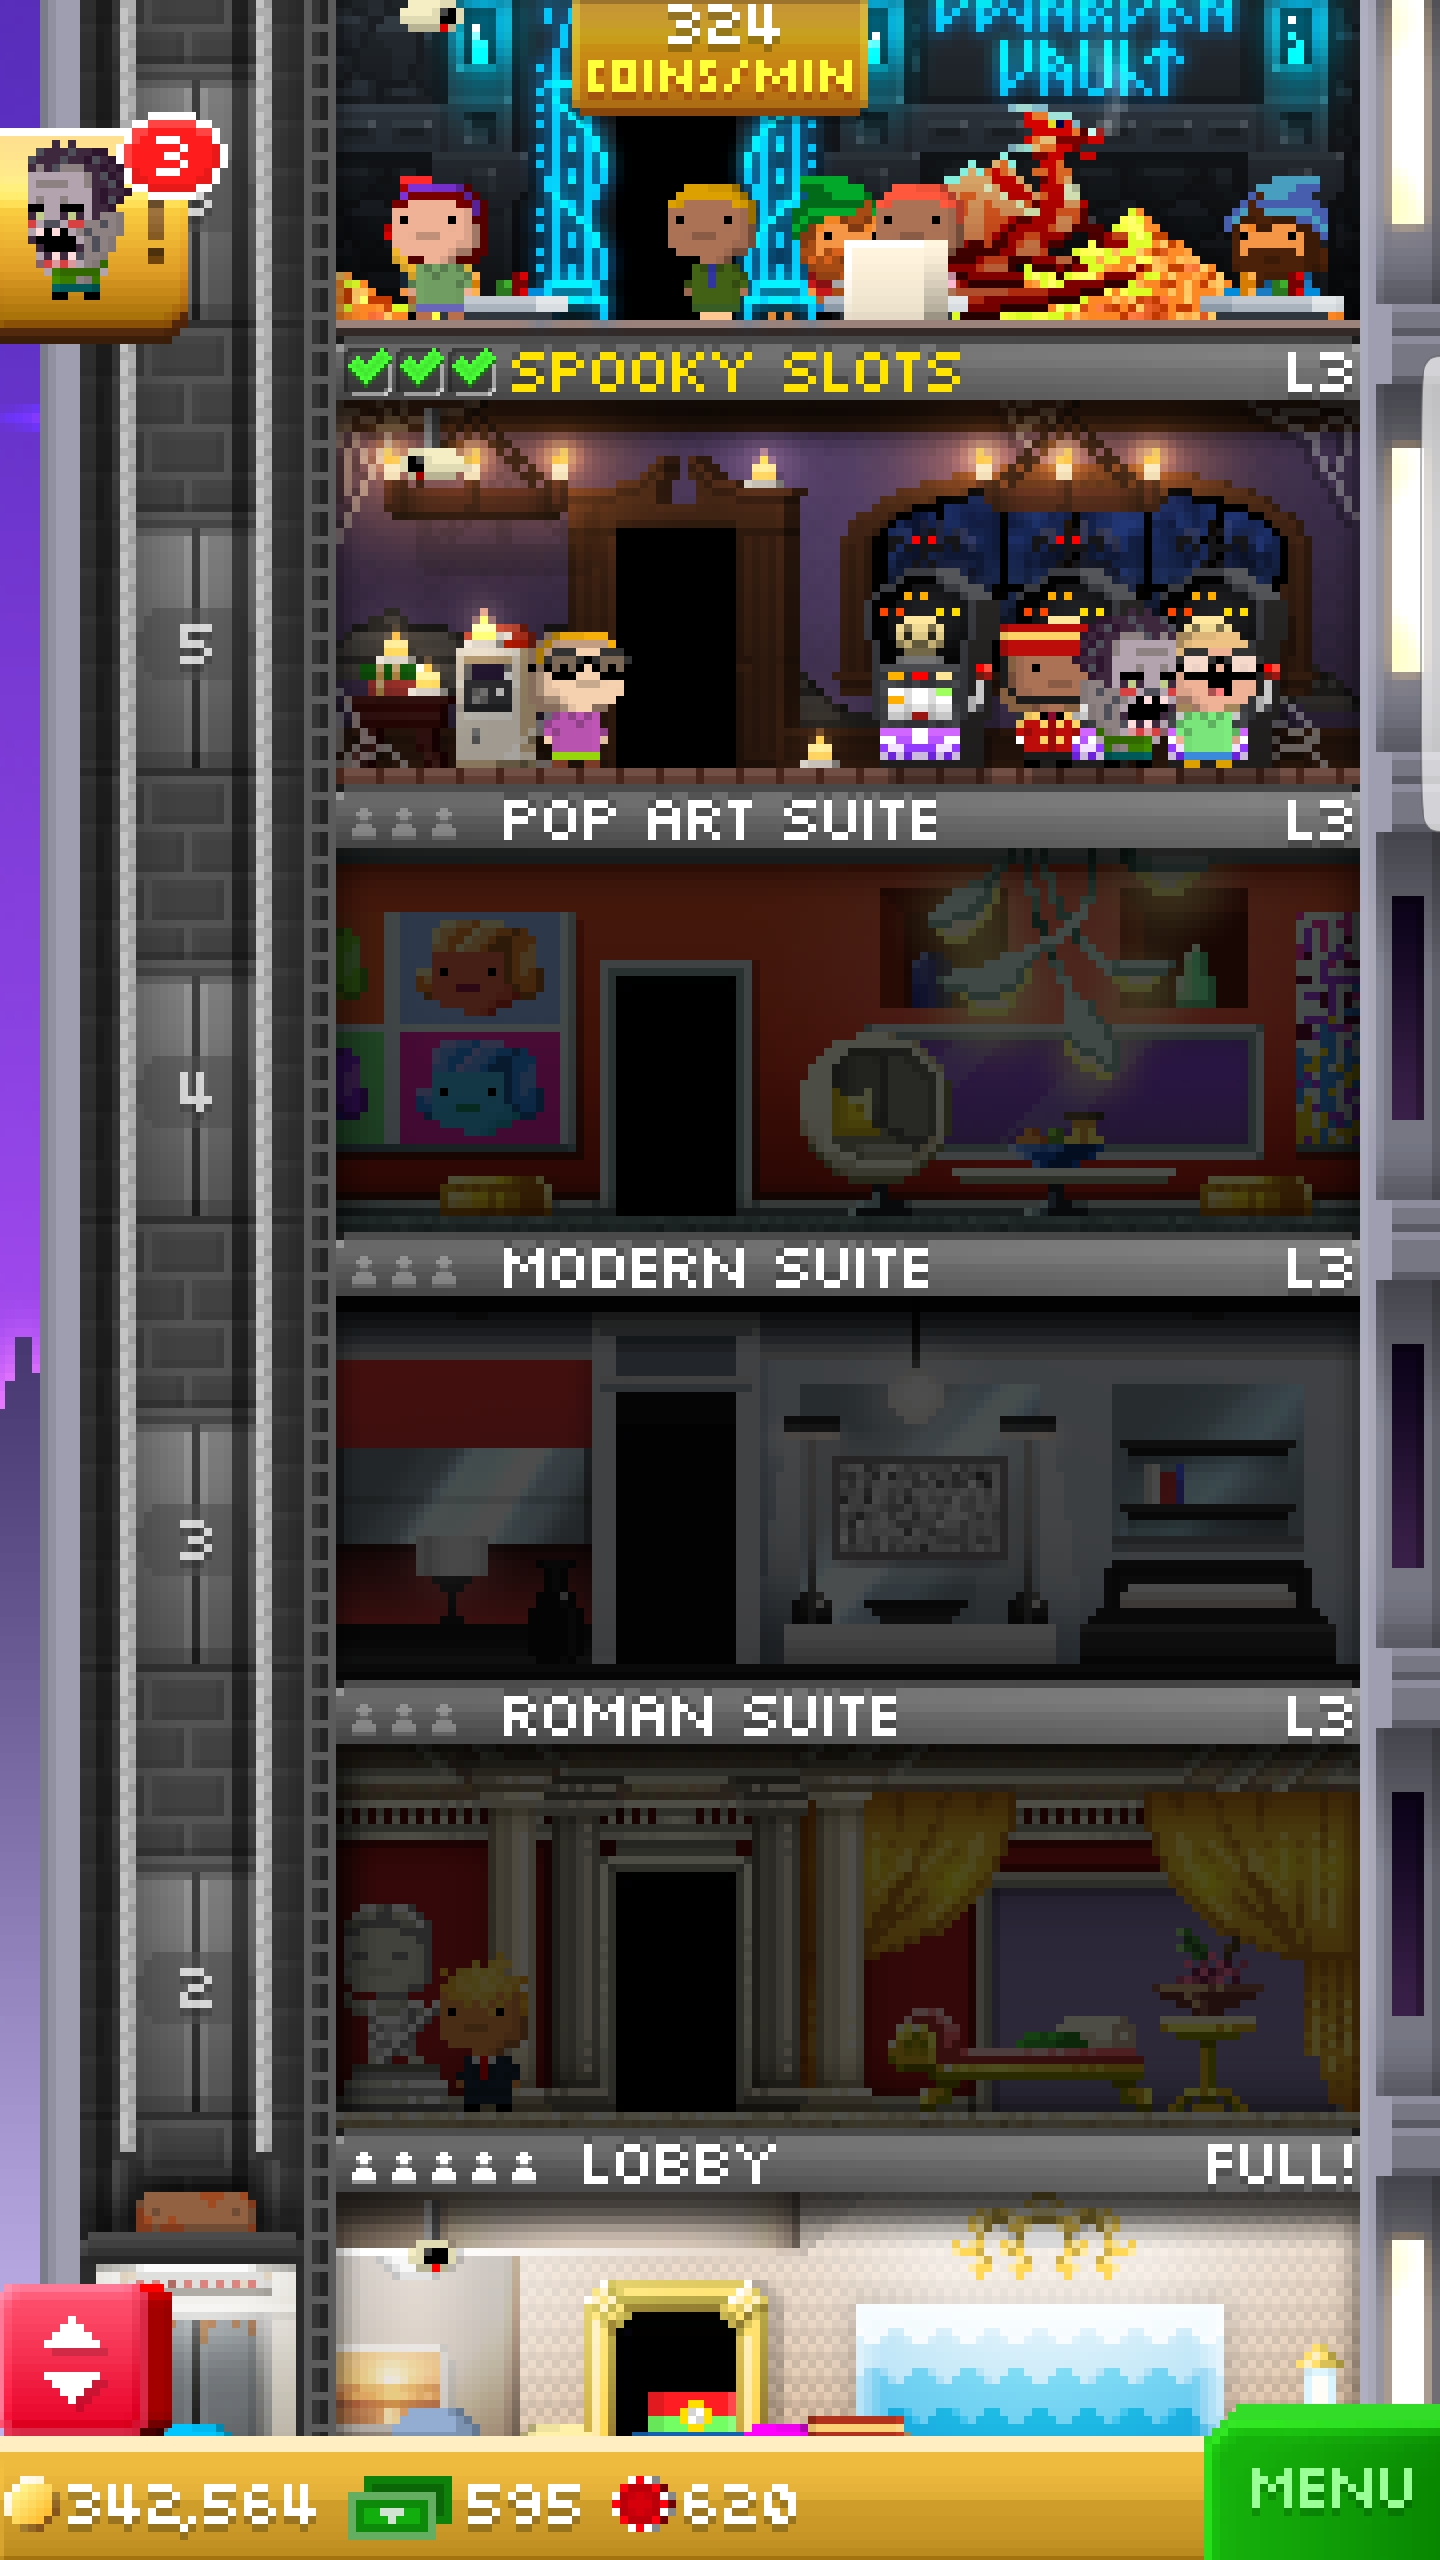 324
COINS/MIN
VAULT
3
!
SPOOKY SLOTS L3
5
POP ART SUITE L3
4
MODERN SUITE L3
3
ROMAN SUITE L3
2
LOBBY FULL!
342,564 595 620
MENU